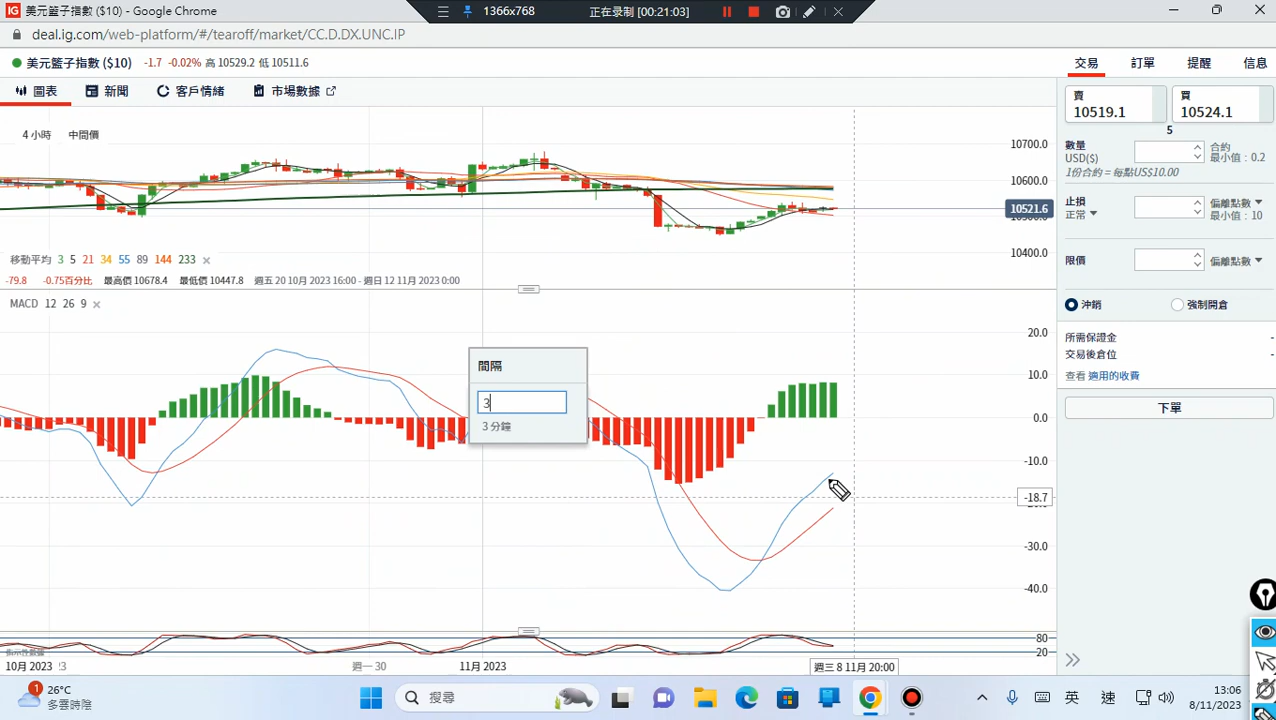 IG 美元籃子指數 - Google Chrome
1366x768
正在录制 [00:21:03]
deal.ig.com/web-platform/#/tearoff/market/CC.D.DX.UNC.IP
美元籃子指數 ($10) -1.7 -0.02% 高 10529.2 低 10511.6
圖表 新聞 客戶情緒 市場數據
4 小時 中間價
10700.0
10600.0
10521.6
10400.0
移動平均 3 5 21 34 55 89 144 233
-79.8 -0.75百分比 最高價 10678.4 最低價 10447.8 週五 20 10月 2023 16:00 - 週日 12 11月 2023 0:00
MACD 12 26 9
20.0
10.0
0.0
-10.0
-18.7
-30.0
-40.0
間隔
3
3 分鐘
80
20
10月 2023
週一 30
11月 2023
週三 8 11月 20:00
交易 訂單 提醒 信息
賣
10519.1
買
10524.1
5
數量
USD($)
合約
最小值 : 0.2
1份合約 = 每點US$10.00
止損
正常
偏離點數
最小值 : 10
限價
偏離點數
沖銷
強制開倉
所需保證金 -
交易後倉位 -
查看 適用的收費
下單
1
26°C
多雲時陰
搜尋
英
速
13:06
8/11/2023